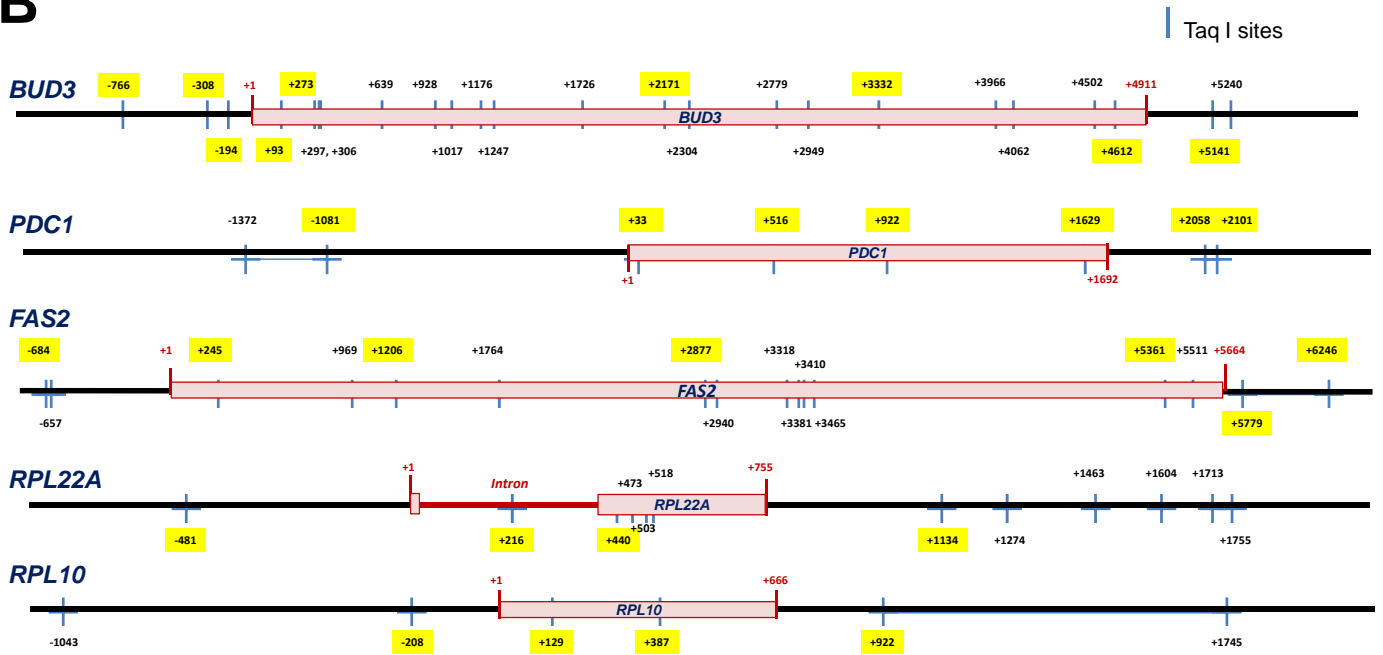 B
Taq I sites
BUD3 -766 -308 +1 +273 +639 +928 +1176 +1726 +2171 +2779 +3332 +3966 +4502 +4911 +5240
BUD3
-194 +93 +297, +306 +1017 +1247 +2304 +2949 +4062 +4612 +5141
PDC1 -1372 -1081 +33 +516 +922 +1629 +2058 +2101
PDC1
+1 +1692
FAS2
-684 +1 +245 +969 +1206 +1764 +2877 +3318 +5361 +5511 +5664 +6246
+3410
FAS2
-657 +2940 +3381 +3465 +5779
RPL22A +1 Intron +473 +518 +755 +1463 +1604 +1713
RPL22A
+503
-481 +216 +440 +1134 +1274 +1755
RPL10 +1 +666
RPL10
-1043 -208 +129 +387 +922 +1745